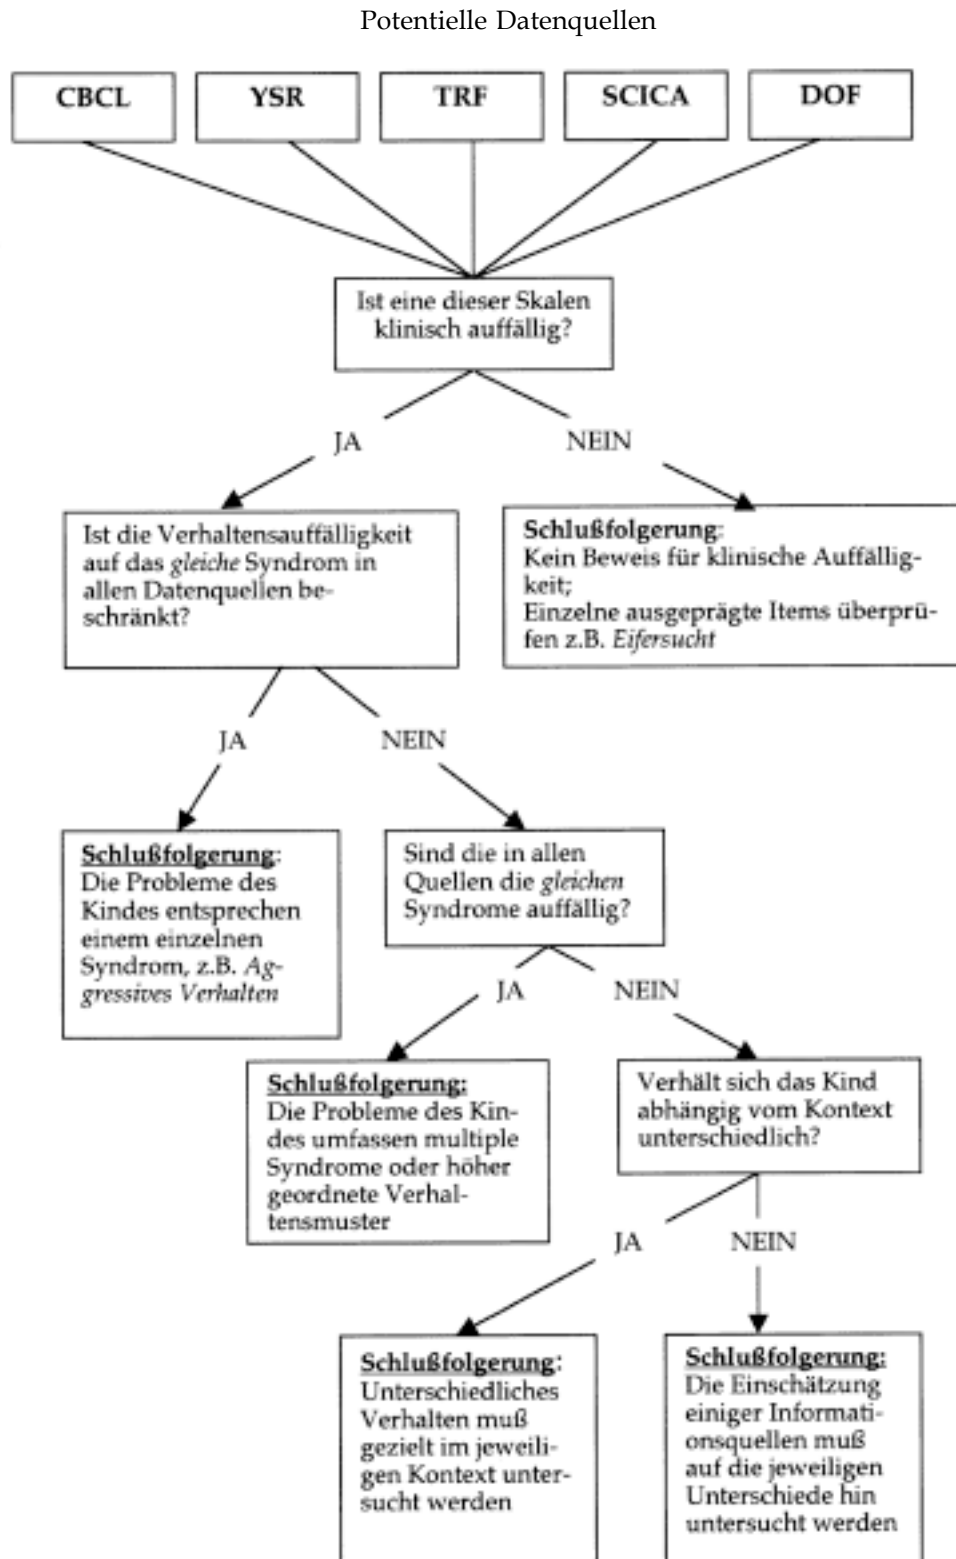 Potentielle Datenquellen
CBCL
YSR
TRF
SCICA
DOF
Ist eine dieser Skalen
klinisch auffällig?
JA
NEIN
Ist die Verhaltensauffälligkeit
auf das gleiche Syndrom in
allen Datenquellen be-
schränkt?
Schlußfolgerung:
Kein Beweis für klinische Auffällig-
keit;
Einzelne ausgeprägte Items überprü-
fen z.B. Eifersucht
JA
NEIN
Schlußfolgerung:
Die Probleme des
Kindes entsprechen
einem einzelnen
Syndrom, z.B. Ag-
gressives Verhalten
Sind die in allen
Quellen die gleichen
Syndrome auffällig?
JA
NEIN
Schlußfolgerung:
Die Probleme des Kin-
des umfassen multiple
Syndrome oder höher
geordnete Verhal-
tensmuster
Verhält sich das Kind
abhängig vom Kontext
unterschiedlich?
JA
NEIN
Schlußfolgerung:
Unterschiedliches
Verhalten muß
gezielt im jeweili-
gen Kontext unter-
sucht werden
Schlußfolgerung:
Die Einschätzung
einiger Informati-
onsquellen muß
auf die jeweiligen
Unterschiede hin
untersucht werden